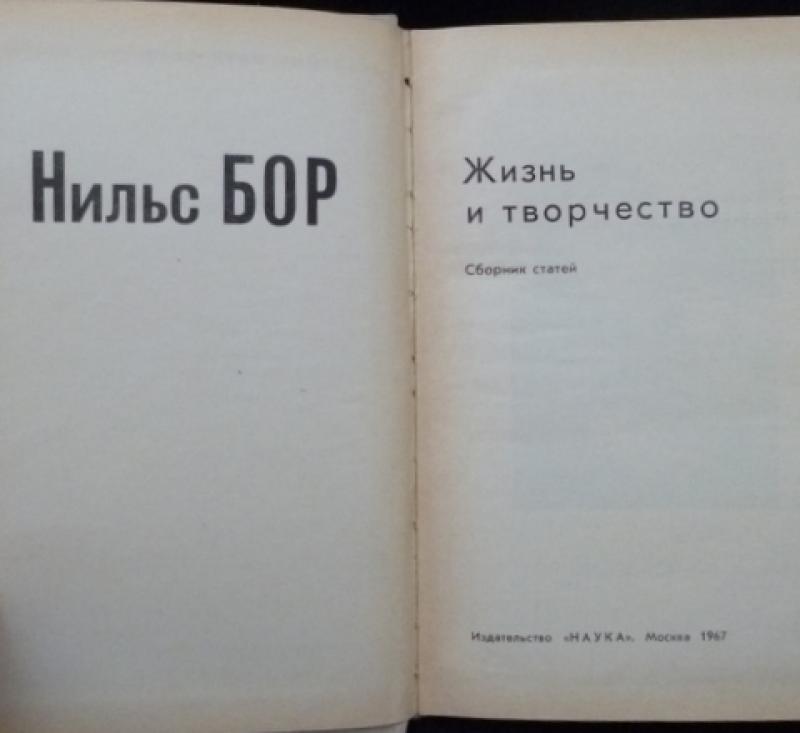 Нильс БОР
Жизнь
и творчество
Сборник статей
Издательство «НАУКА». Москва 1967